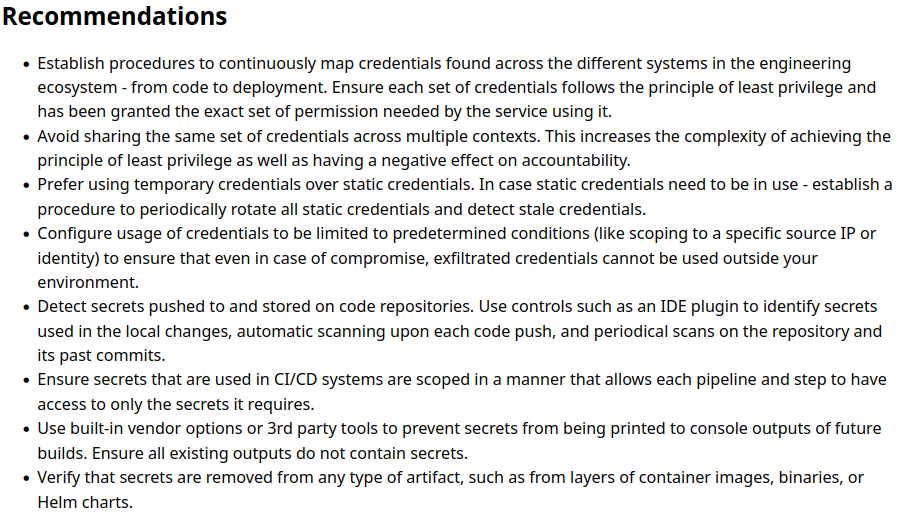 Recommendations
• Establish procedures to continuously map credentials found across the different systems in the engineering
ecosystem - from code to deployment. Ensure each set of credentials follows the principle of least privilege and
has been granted the exact set of permission needed by the service using it.
• Avoid sharing the same set of credentials across multiple contexts. This increases the complexity of achieving the
principle of least privilege as well as having a negative effect on accountability.
• Prefer using temporary credentials over static credentials. In case static credentials need to be in use - establish a
procedure to periodically rotate all static credentials and detect stale credentials.
• Configure usage of credentials to be limited to predetermined conditions (like scoping to a specific source IP or
identity) to ensure that even in case of compromise, exfiltrated credentials cannot be used outside your
environment.
• Detect secrets pushed to and stored on code repositories. Use controls such as an IDE plugin to identify secrets
used in the local changes, automatic scanning upon each code push, and periodical scans on the repository and
its past commits.
• Ensure secrets that are used in CI/CD systems are scoped in a manner that allows each pipeline and step to have
access to only the secrets it requires.
• Use built-in vendor options or 3rd party tools to prevent secrets from being printed to console outputs of future
builds. Ensure all existing outputs do not contain secrets.
• Verify that secrets are removed from any type of artifact, such as from layers of container images, binaries, or
Helm charts.